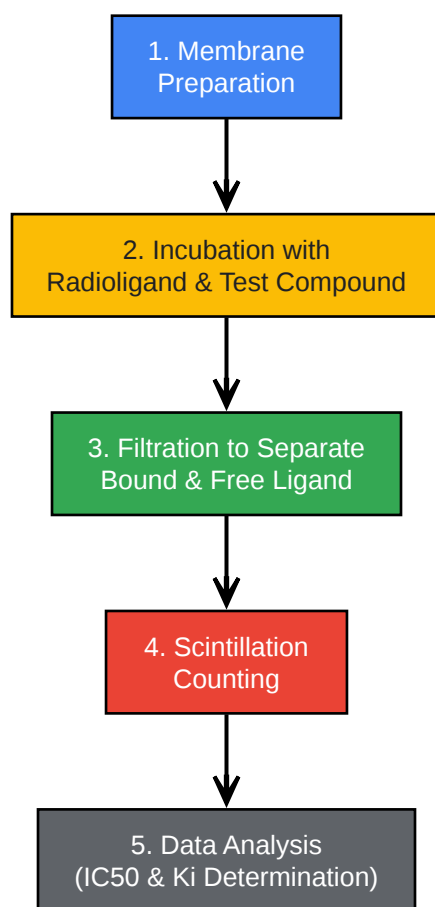 1. Membrane
Preparation
2. Incubation with
Radioligand & Test Compound
3. Filtration to Separate
Bound & Free Ligand
4. Scintillation
Counting
5. Data Analysis
(IC50 & Ki Determination)